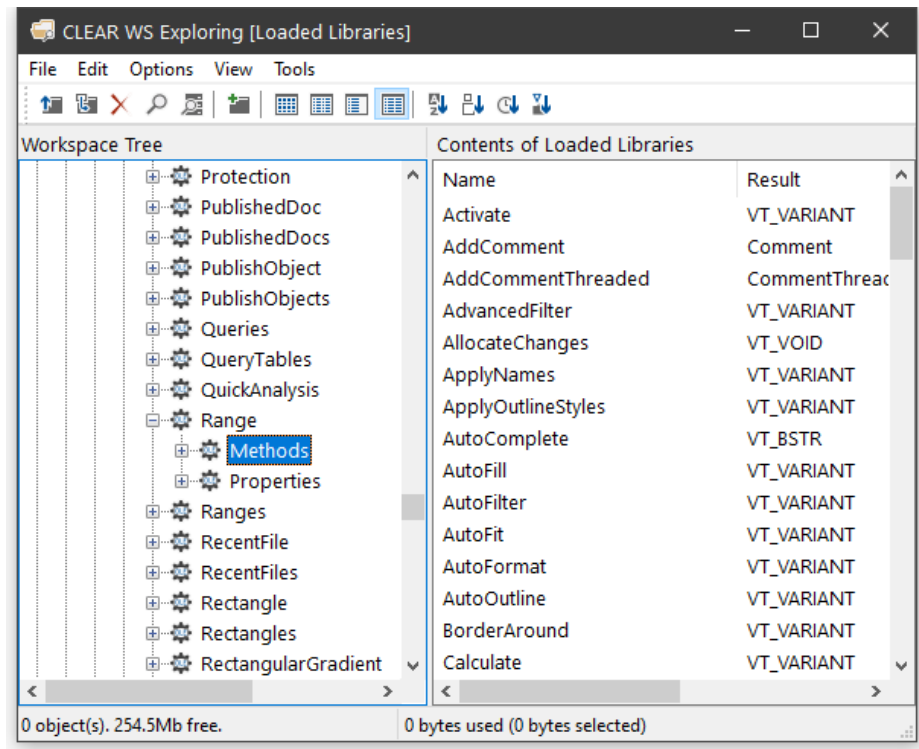 CLEAR WS Exploring [Loaded Libraries]
File Edit Options View Tools
Workspace Tree
Protection
PublishedDoc
PublishedDocs
PublishObject
PublishObjects
Queries
QueryTables
QuickAnalysis
Range
Methods
Properties
Ranges
RecentFile
RecentFiles
Rectangle
Rectangles
RectangularGradient
Contents of Loaded Libraries
Name Result
Activate VT_VARIANT
AddComment Comment
AddCommentThreaded CommentThreac
AdvancedFilter VT_VARIANT
AllocateChanges VT_VOID
ApplyNames VT_VARIANT
ApplyOutlineStyles VT_VARIANT
AutoComplete VT_BSTR
AutoFill VT_VARIANT
AutoFilter VT_VARIANT
AutoFit VT_VARIANT
AutoFormat VT_VARIANT
AutoOutline VT_VARIANT
BorderAround VT_VARIANT
Calculate VT_VARIANT
0 object(s). 254.5Mb free.
0 bytes used (0 bytes selected)